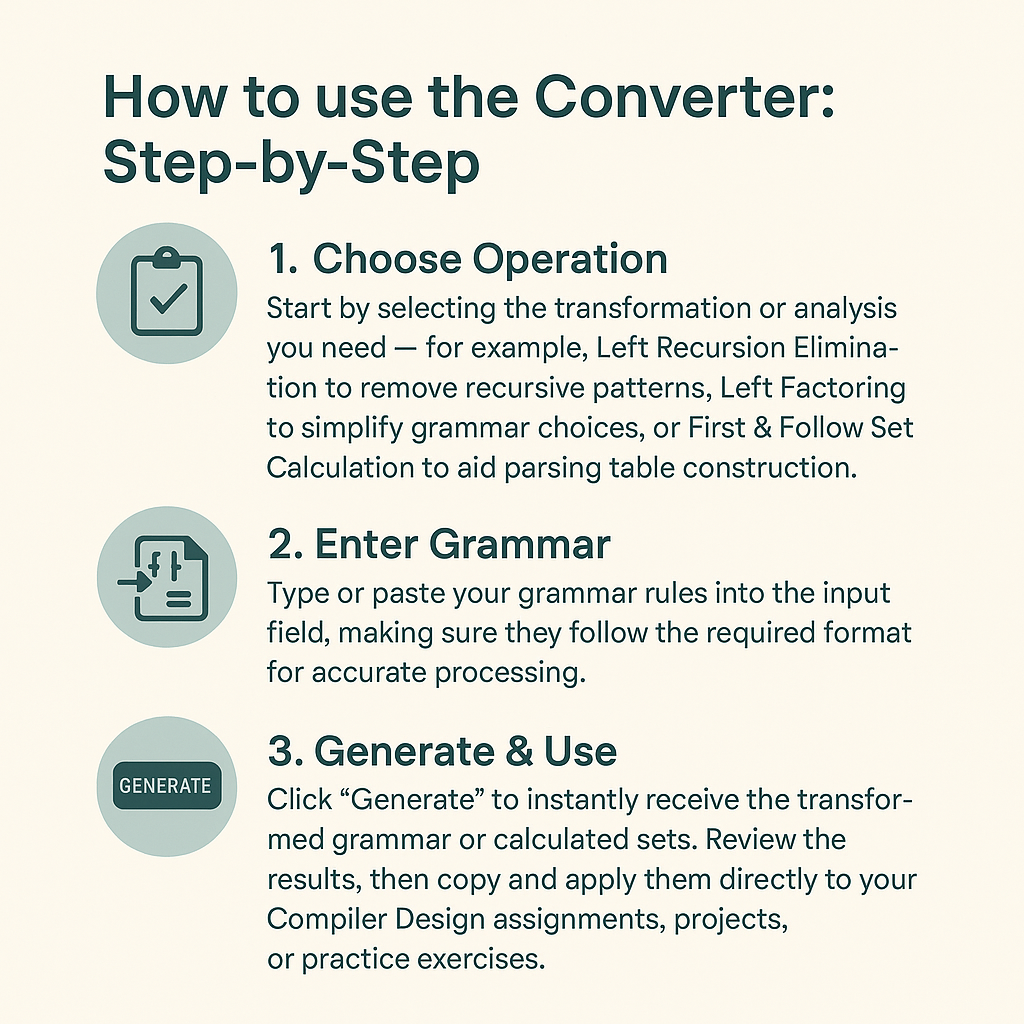 How to use the Converter:
Step-by-Step
1. Choose Operation
Start by selecting the transformation or analysis
you need — for example, Left Recursion Elimina-
tion to remove recursive patterns, Left Factoring
to simplify grammar choices, or First & Follow Set
Calculation to aid parsing table construction.
{ }
2. Enter Grammar
Type or paste your grammar rules into the input
field, making sure they follow the required format
for accurate processing.
GENERATE
3. Generate & Use
Click “Generate” to instantly receive the transfor-
med grammar or calculated sets. Review the
results, then copy and apply them directly to your
Compiler Design assignments, projects,
or practice exercises.